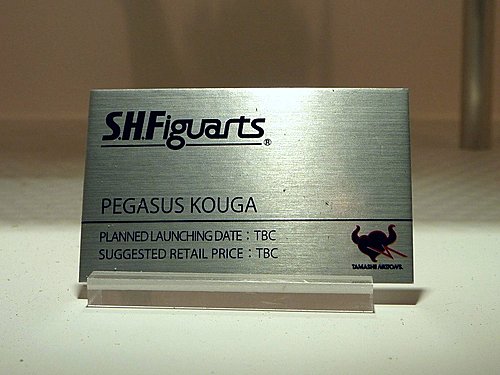 S.H.Figuarts®
PEGASUS KOUGA
PLANNED LAUNCHING DATE : TBC
SUGGESTED RETAIL PRICE : TBC
TAMASHII NATIONS